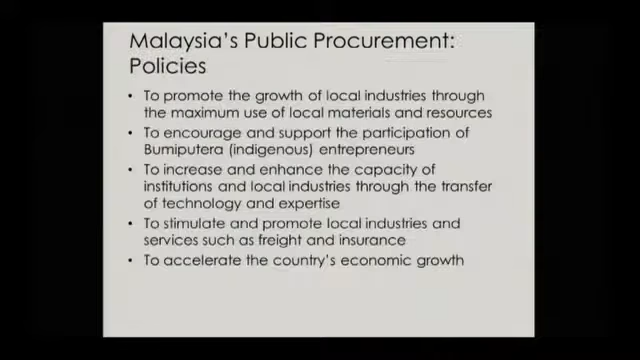 Malaysia's Public Procurement:
Policies
• To promote the growth of local industries through
the maximum use of local materials and resources
• To encourage and support the participation of
Bumiputera (indigenous) entrepreneurs
• To increase and enhance the capacity of
institutions and local industries through the transfer
of technology and expertise
• To stimulate and promote local industries and
services such as freight and insurance
• To accelerate the country's economic growth